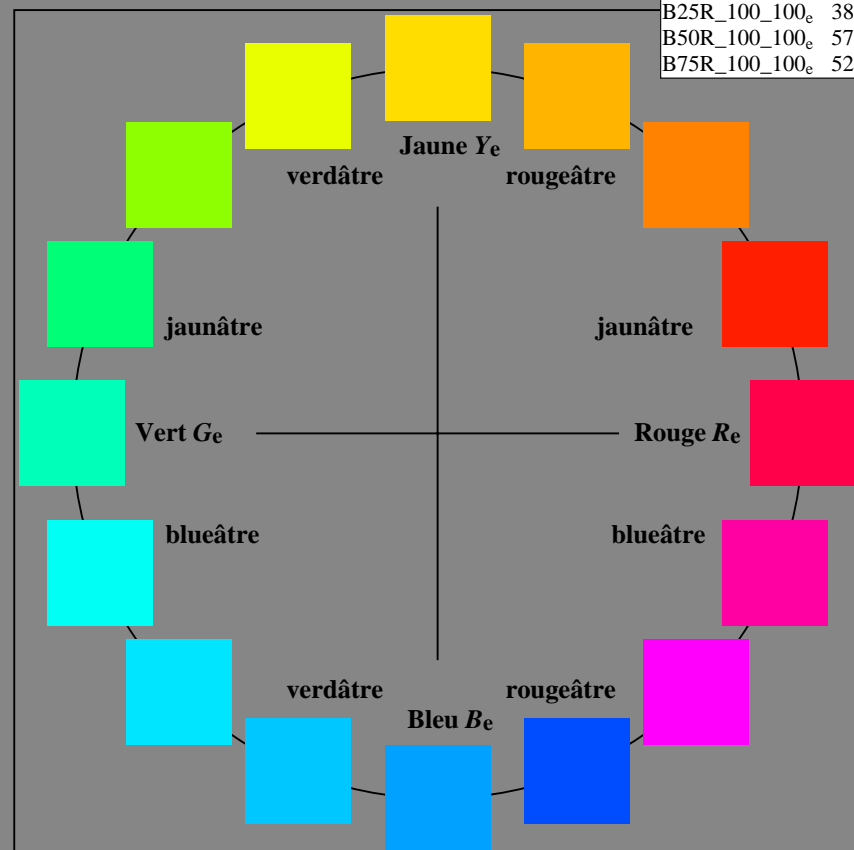 B25R_100_100e 38
B50R_100_100e 57
B75R_100_100e 52
Jaune Ye
verdâtre rougeâtre
jaunâtre jaunâtre
Vert Ge Rouge Re
blueâtre blueâtre
verdâtre rougeâtre
Bleu Be